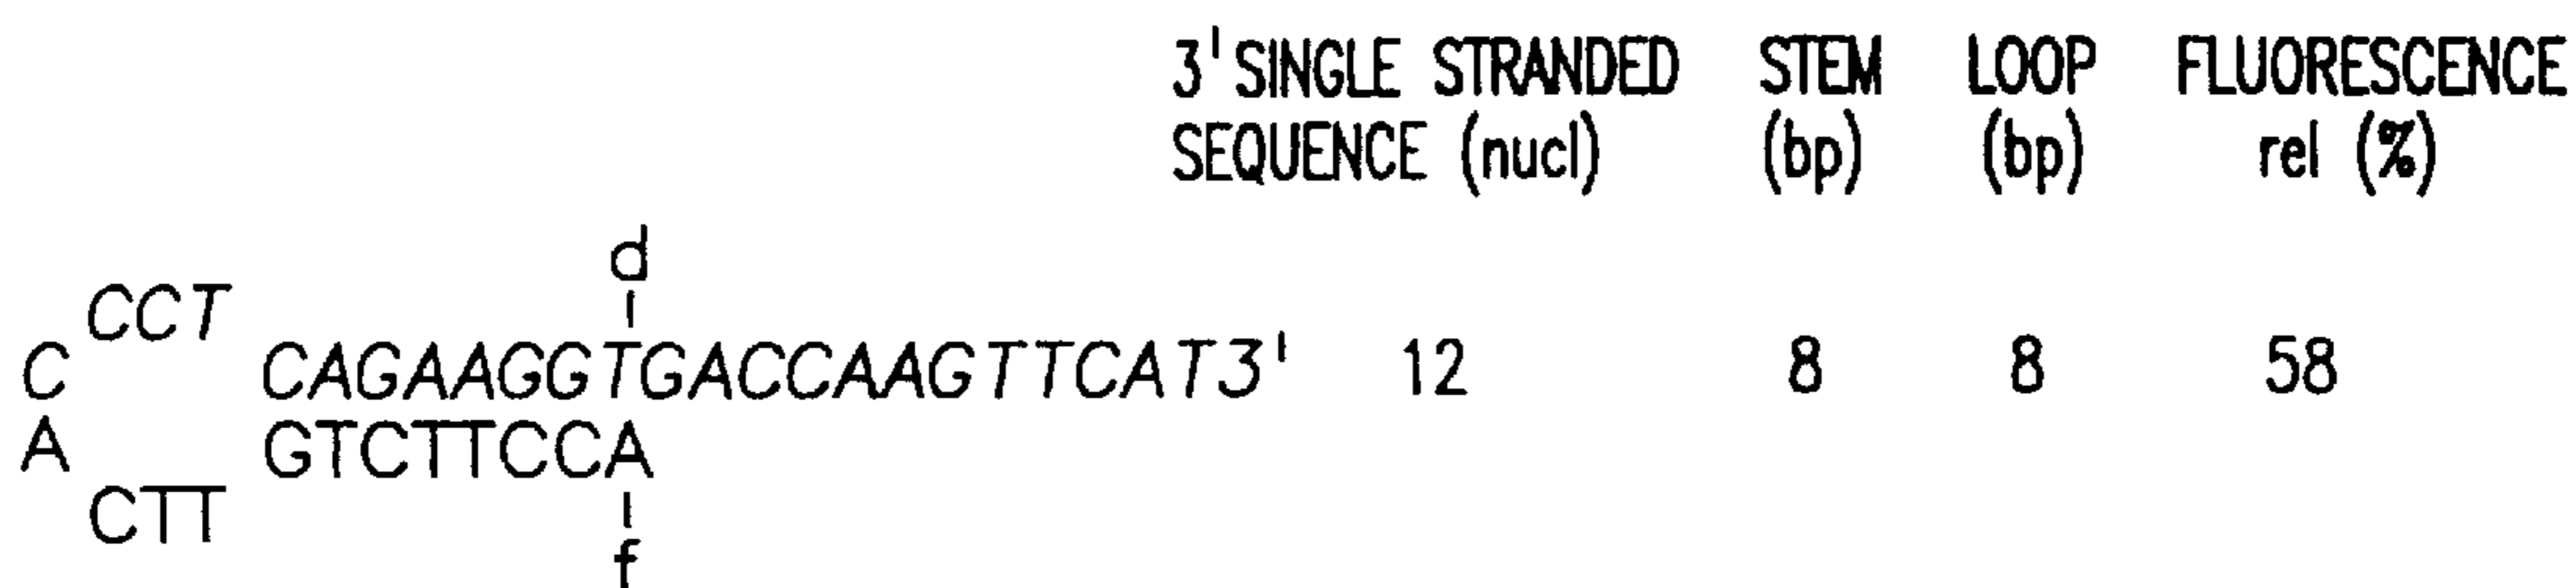 3' SINGLE STRANDED STEM LOOP FLUORESCENCE
SEQUENCE (nucl) (bp) (bp) rel (%)
d
CCT
C CAGAAGGTGACCAAGTTCAT3' 12 8 8 58
A GTCTTCCA
CTT
f